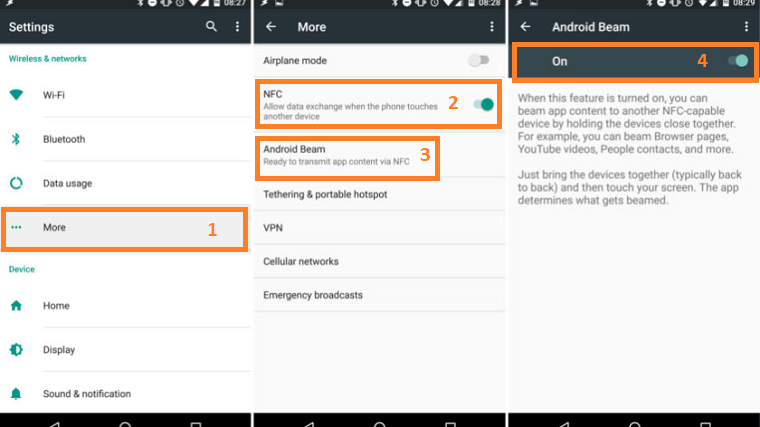 08:27
Settings
Wireless & networks
Wi-Fi
Bluetooth
Data usage
More
1
Device
Home
Display
Sound & notification
08:28
More
Airplane mode
NFC
Allow data exchange when the phone touches
another device
2
Android Beam
Ready to transmit app content via NFC
3
Tethering & portable hotspot
VPN
Cellular networks
Emergency broadcasts
08:29
Android Beam
On
4
When this feature is turned on, you can
beam app content to another NFC-capable
device by holding the devices close together.
For example, you can beam Browser pages,
YouTube videos, People contacts, and more.
Just bring the devices together (typically back
to back) and then touch your screen. The app
determines what gets beamed.